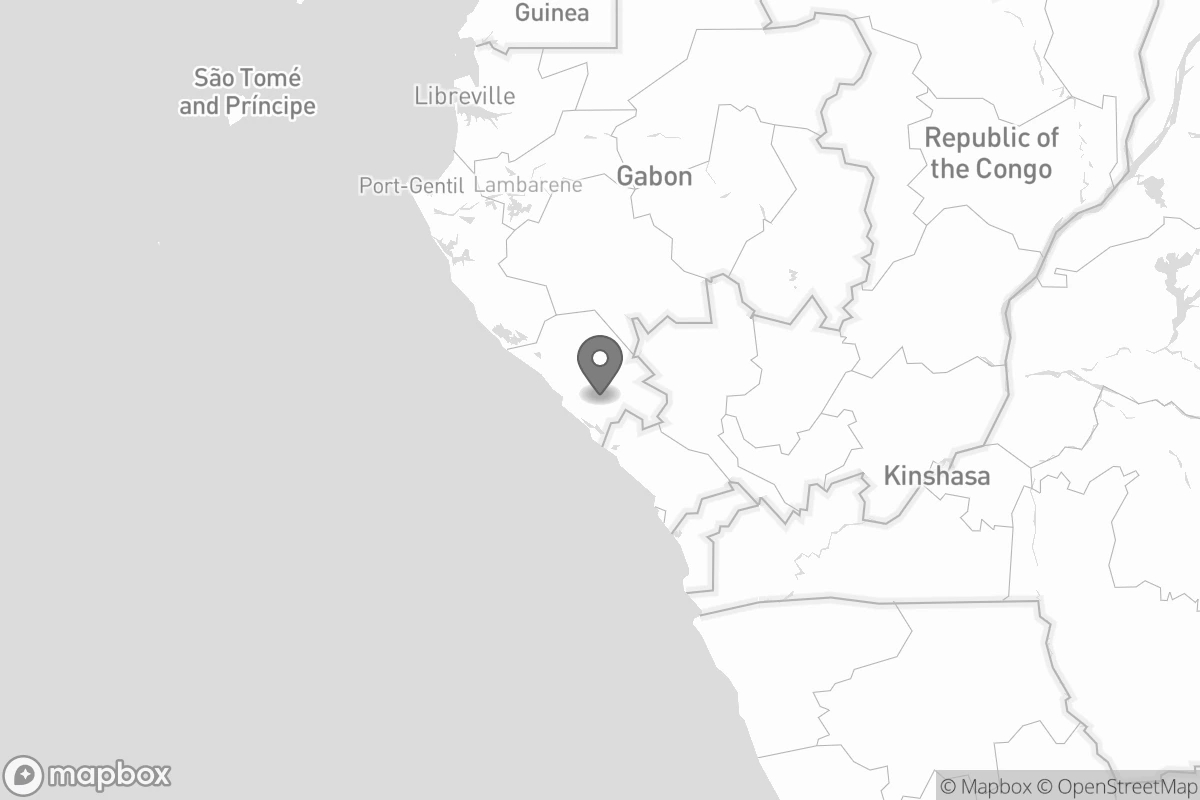 Guinea
São Tomé
and Príncipe
Libreville
Republic of
the Congo
Port-Gentil
Lambarene
Gabon
Kinshasa
mapbox
© Mapbox © OpenStreetMap